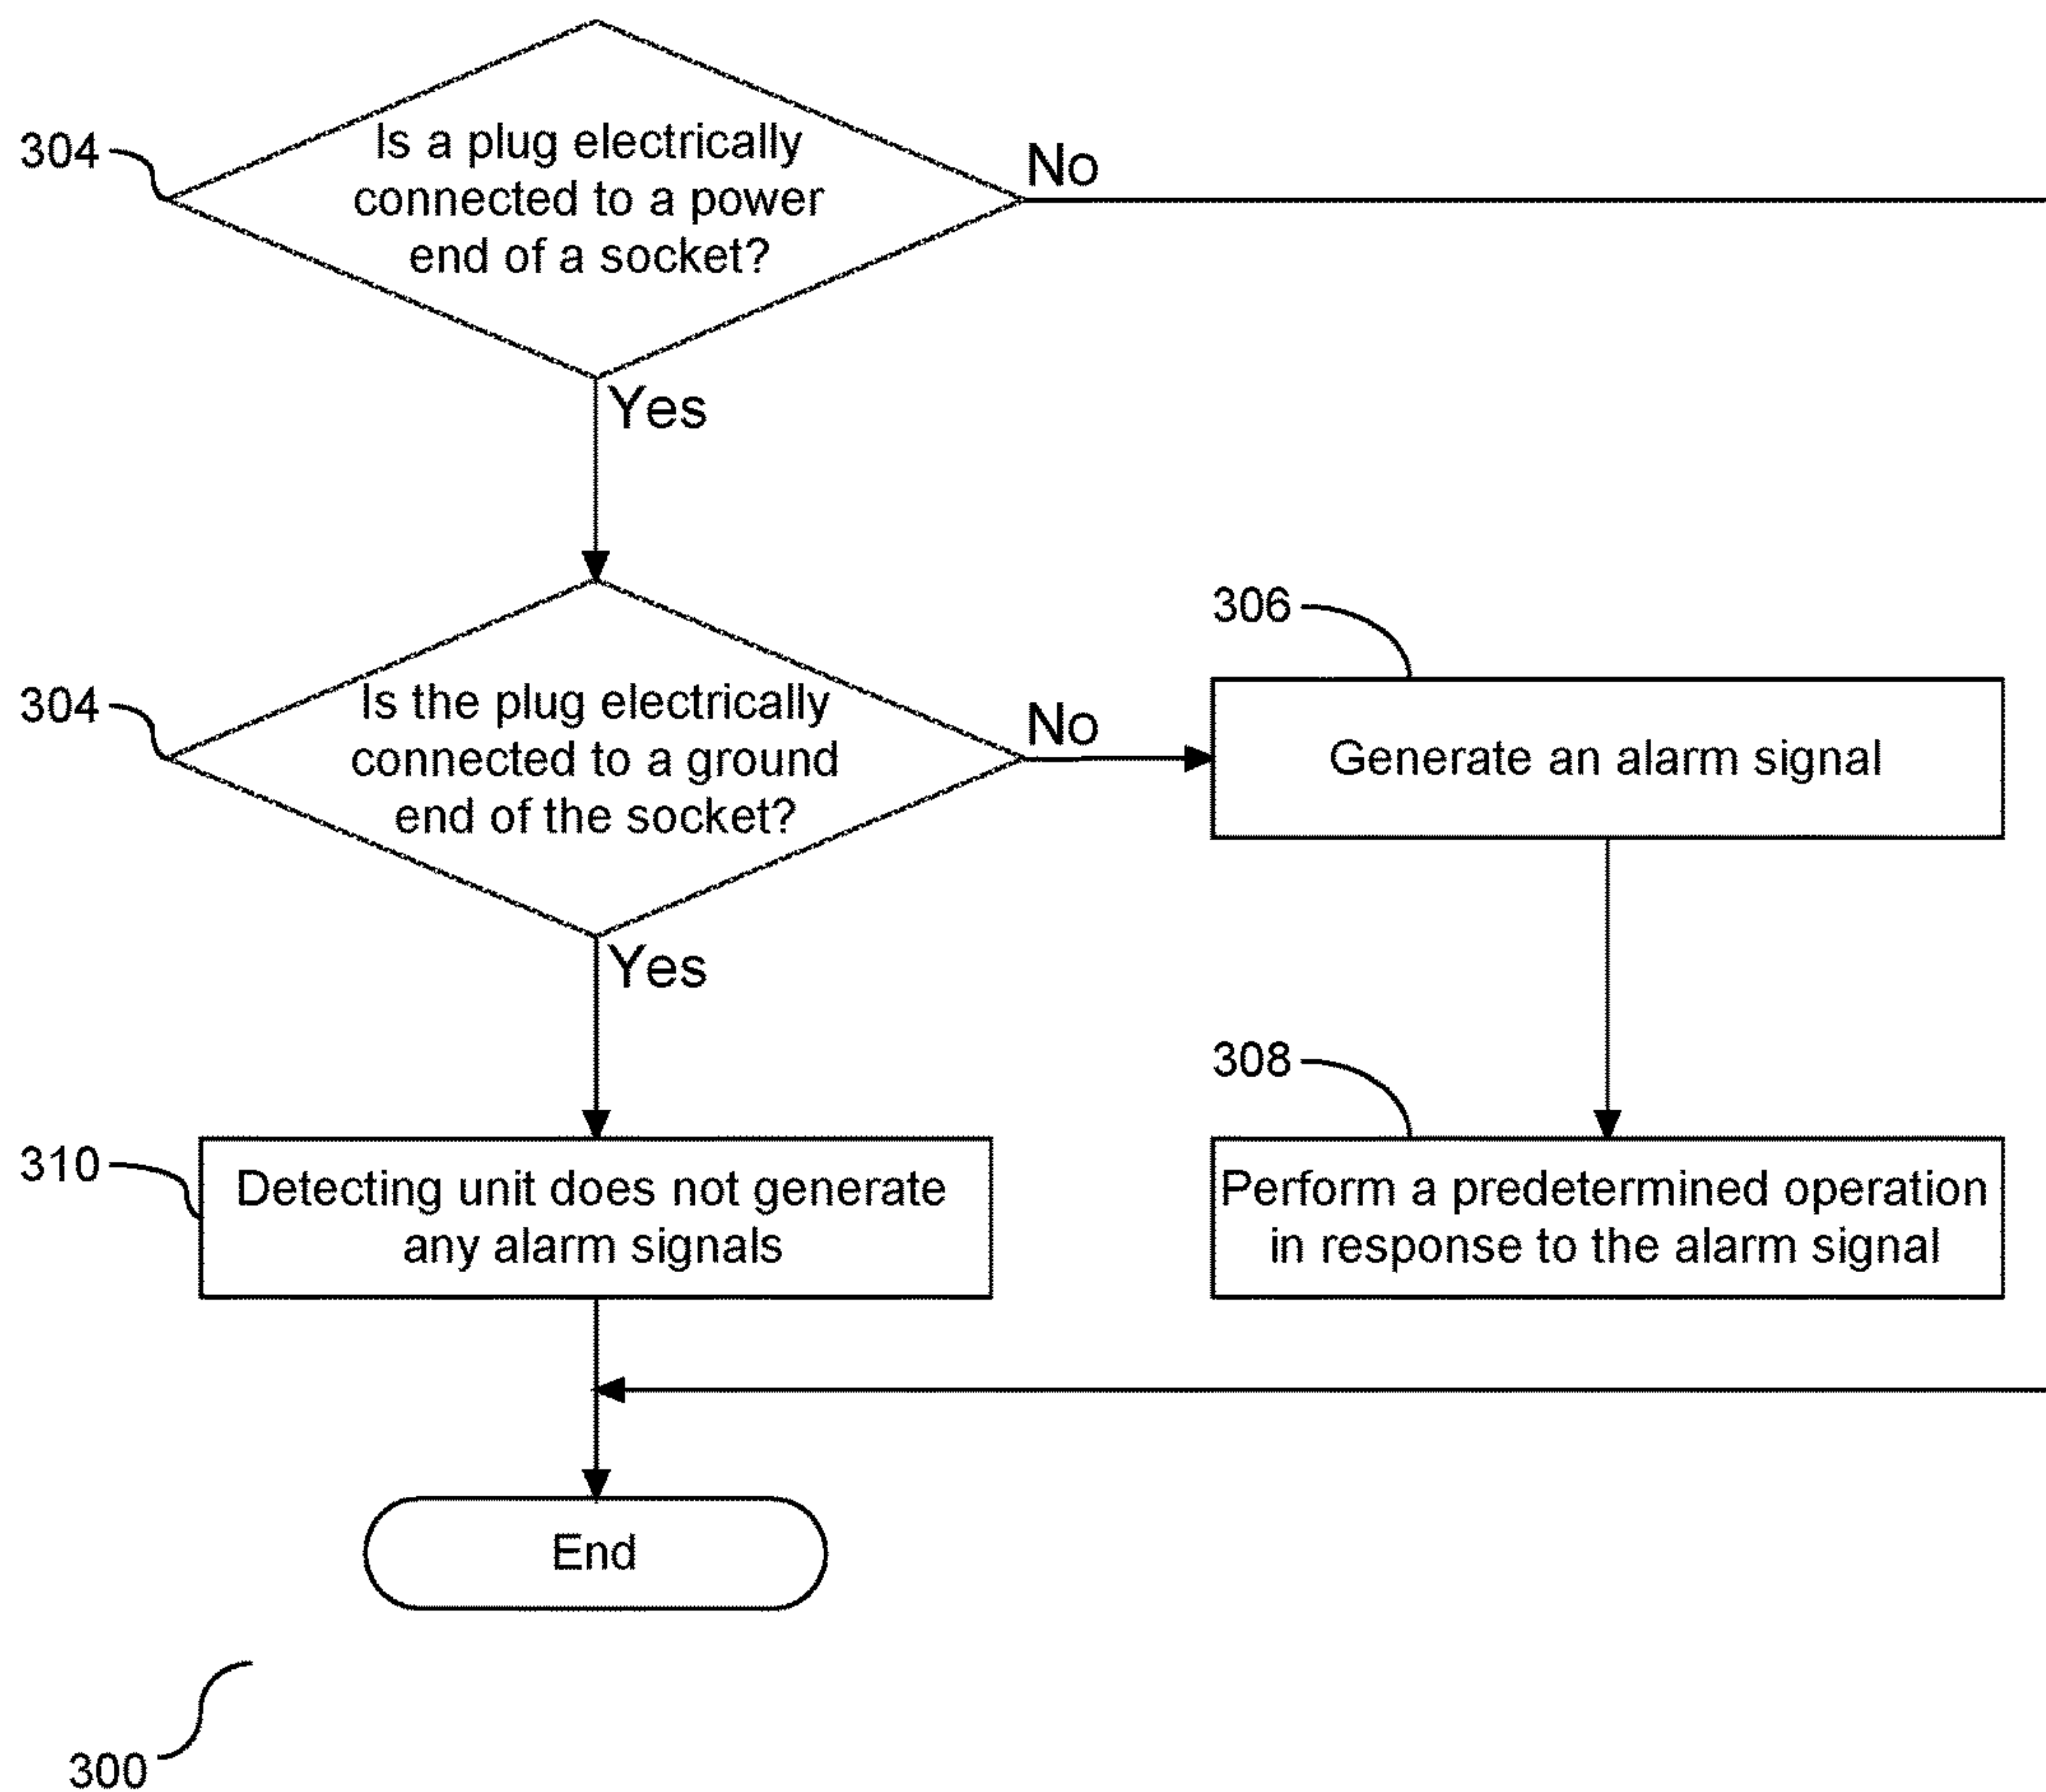 304
Is a plug electrically
connected to a power
end of a socket?
No
Yes
304
Is the plug electrically
connected to a ground
end of the socket?
No
306
Generate an alarm signal
Yes
308
Perform a predetermined operation
in response to the alarm signal
310
Detecting unit does not generate
any alarm signals
End
300